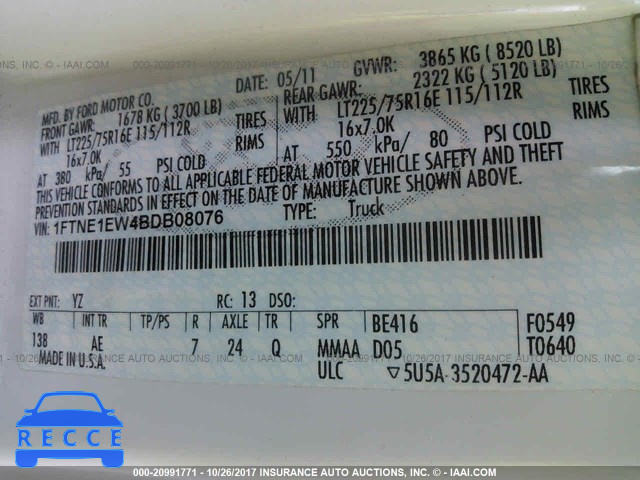 MFD. BY FORD MOTOR CO.
DATE: 05/11
GVWR: 3865 KG ( 8520 LB)
FRONT GAWR: 1678 KG ( 3700 LB)
REAR GAWR: 2322 KG ( 5120 LB)
WITH LT225/75R16E 115/112R TIRES
WITH LT225/75R16E 115/112R TIRES
16x7.0K RIMS
16x7.0K RIMS
AT 380 kPa/ 55 PSI COLD
AT 550 kPa/ 80 PSI COLD
THIS VEHICLE CONFORMS TO ALL APPLICABLE FEDERAL MOTOR VEHICLE SAFETY AND THEFT
PREVENTION STANDARDS IN EFFECT ON THE DATE OF MANUFACTURE SHOWN ABOVE.
VIN: 1FTNE1EW4BDB08076
TYPE: Truck
EXT PNT: YZ RC: 13 DSO:
WB INT TR TP/PS R AXLE TR SPR BE416 F0549
138 AE 7 24 Q MMAA D05 T0640
MADE IN U.S.A. ULC ▽5U5A-3520472-AA
RECCE
000-20991771 - 10/26/2017 INSURANCE AUTO AUCTIONS, INC. - © IAAI.COM